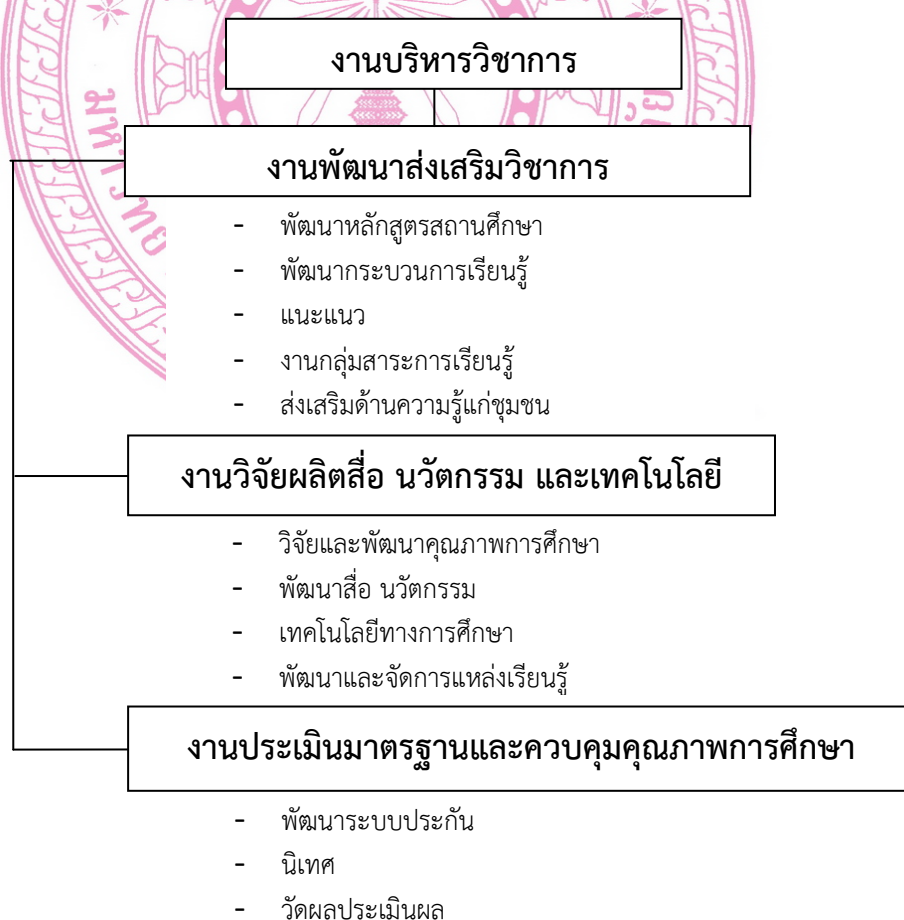 งานบริหารวิชาการ
งานพัฒนาส่งเสริมวิชาการ
- พัฒนาหลักสูตรสถานศึกษา
- พัฒนากระบวนการเรียนรู้
- แนะแนว
- งานกลุ่มสาระการเรียนรู้
- ส่งเสริมด้านความรู้แก่ชุมชน
งานวิจัยผลิตสื่อ นวัตกรรม และเทคโนโลยี
- วิจัยและพัฒนาคุณภาพการศึกษา
- พัฒนาสื่อ นวัตกรรม
- เทคโนโลยีทางการศึกษา
- พัฒนาและจัดการแหล่งเรียนรู้
งานประเมินมาตรฐานและควบคุมคุณภาพการศึกษา
- พัฒนาระบบประกัน
- นิเทศ
- วัดผลประเมินผล